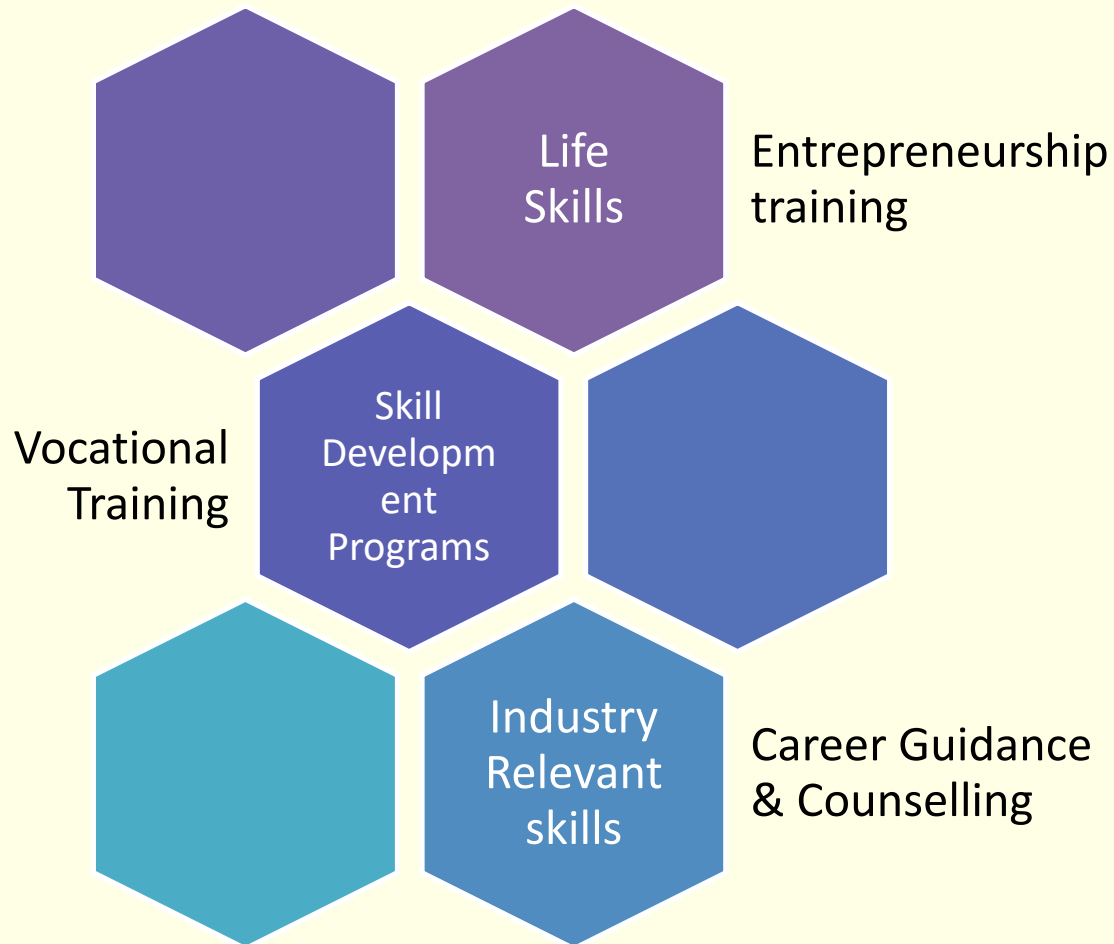 Life
Skills
Entrepreneurship
training
Vocational
Training
Skill
Developm
ent
Programs
Industry
Relevant
skills
Career Guidance
& Counselling